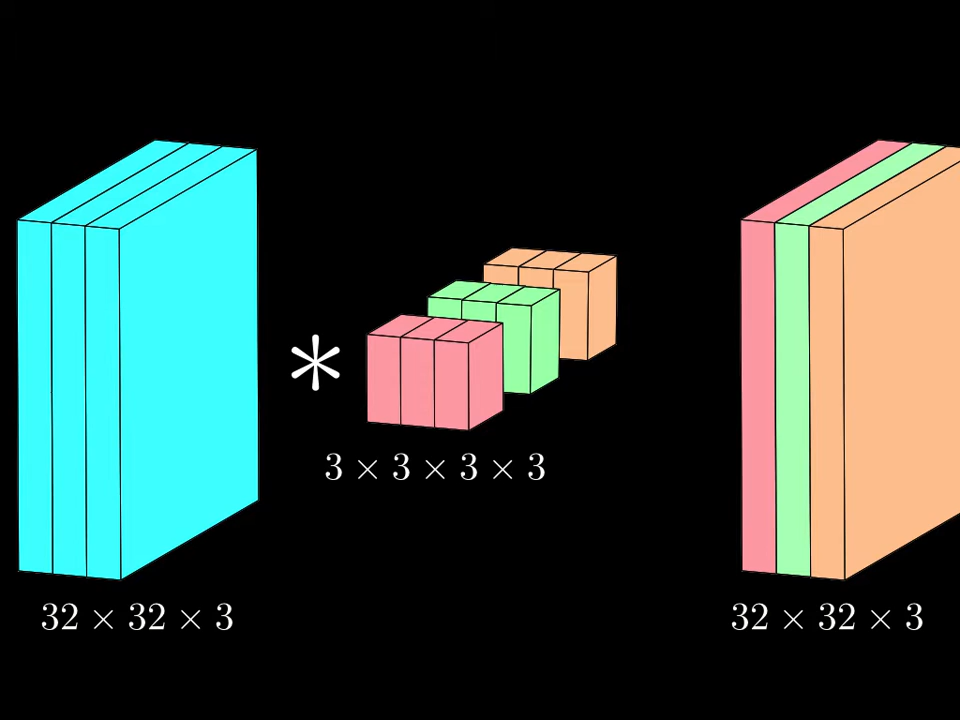 *
3 × 3 × 3 × 3
32 × 32 × 3
32 × 32 × 3